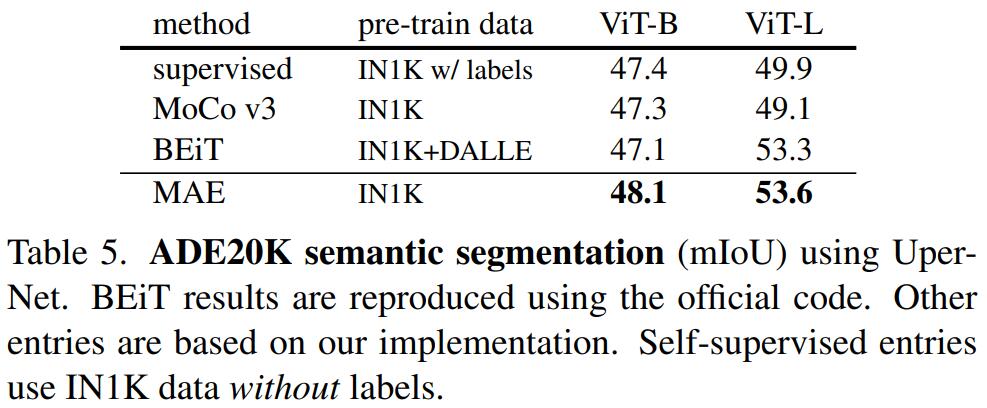 method pre-train data ViT-B ViT-L
supervised IN1K w/ labels 47.4 49.9
MoCo v3 IN1K 47.3 49.1
BEiT IN1K+DALLE 47.1 53.3
MAE IN1K 48.1 53.6
Table 5. ADE20K semantic segmentation (mIoU) using Uper-
Net. BEiT results are reproduced using the official code. Other
entries are based on our implementation. Self-supervised entries
use IN1K data without labels.